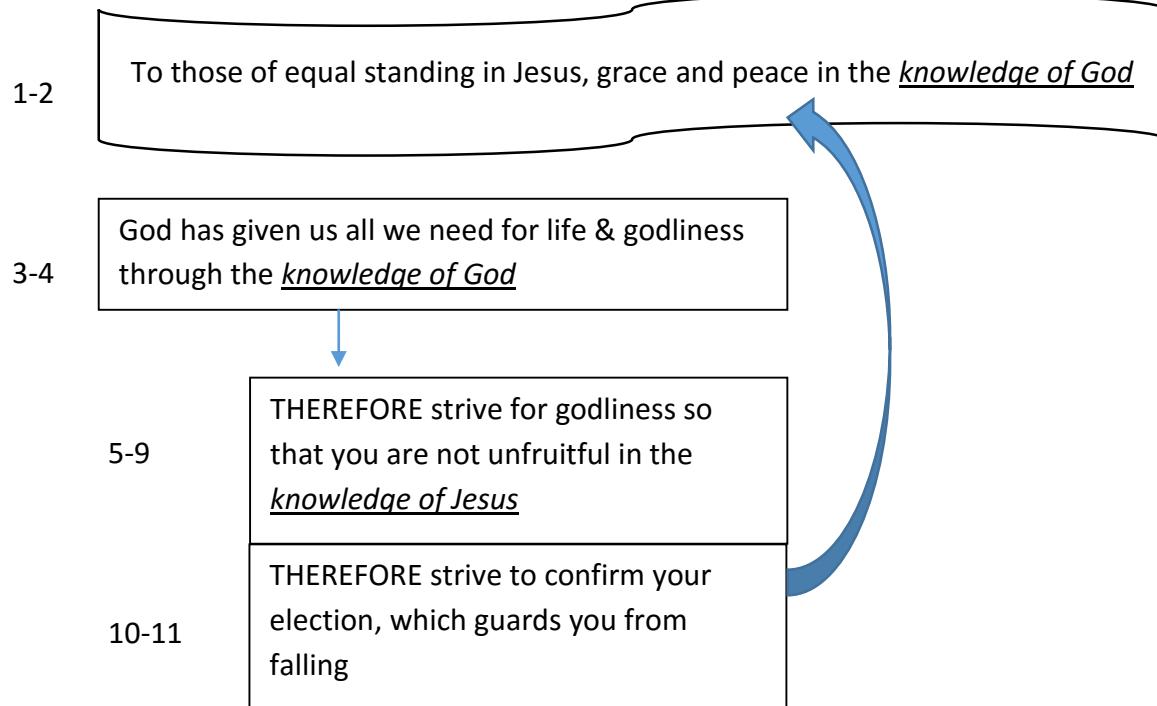 1-2
To those of equal standing in Jesus, grace and peace in the knowledge of God
3-4
God has given us all we need for life & godliness
through the knowledge of God
5-9
THEREFORE strive for godliness so
that you are not unfruitful in the
knowledge of Jesus
10-11
THEREFORE strive to confirm your
election, which guards you from
falling